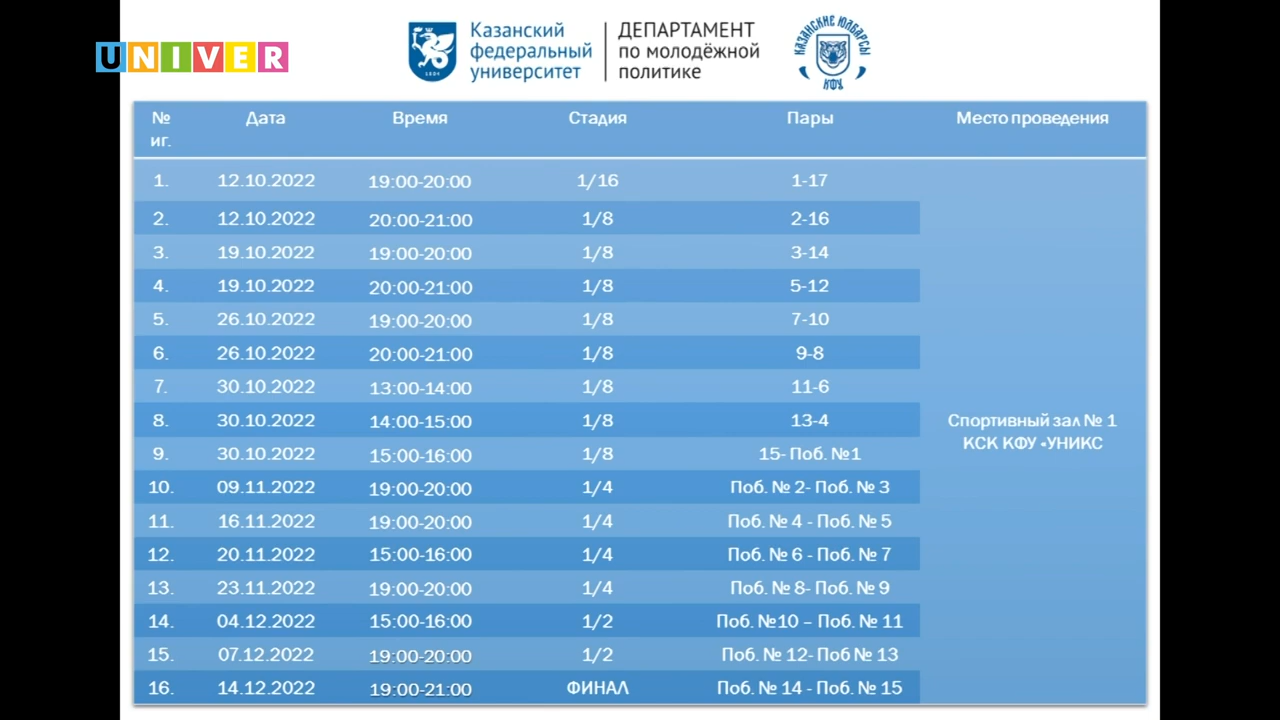 UNIVER
Казанский
федеральный
университет
1804
ДЕПАРТАМЕНТ
по молодёжной
политике
КАЗАНСКИЕ ЮЛБАРСЫ
КФУ
№ иг. Дата Время Стадия Пары Место проведения
1. 12.10.2022 19:00-20:00 1/16 1-17
2. 12.10.2022 20:00-21:00 1/8 2-16
3. 19.10.2022 19:00-20:00 1/8 3-14
4. 19.10.2022 20:00-21:00 1/8 5-12
5. 26.10.2022 19:00-20:00 1/8 7-10
6. 26.10.2022 20:00-21:00 1/8 9-8
7. 30.10.2022 13:00-14:00 1/8 11-6
8. 30.10.2022 14:00-15:00 1/8 13-4
Спортивный зал № 1
КСК КФУ «УНИКС
9. 30.10.2022 15:00-16:00 1/8 15- Поб. №1
10. 09.11.2022 19:00-20:00 1/4 Поб. № 2- Поб. № 3
11. 16.11.2022 19:00-20:00 1/4 Поб. № 4 - Поб. № 5
12. 20.11.2022 15:00-16:00 1/4 Поб. № 6 - Поб. № 7
13. 23.11.2022 19:00-20:00 1/4 Поб. № 8- Поб. № 9
14. 04.12.2022 15:00-16:00 1/2 Поб. №10 – Поб. № 11
15. 07.12.2022 19:00-20:00 1/2 Поб. № 12- Поб № 13
16. 14.12.2022 19:00-21:00 ФИНАЛ Поб. № 14 - Поб. № 15